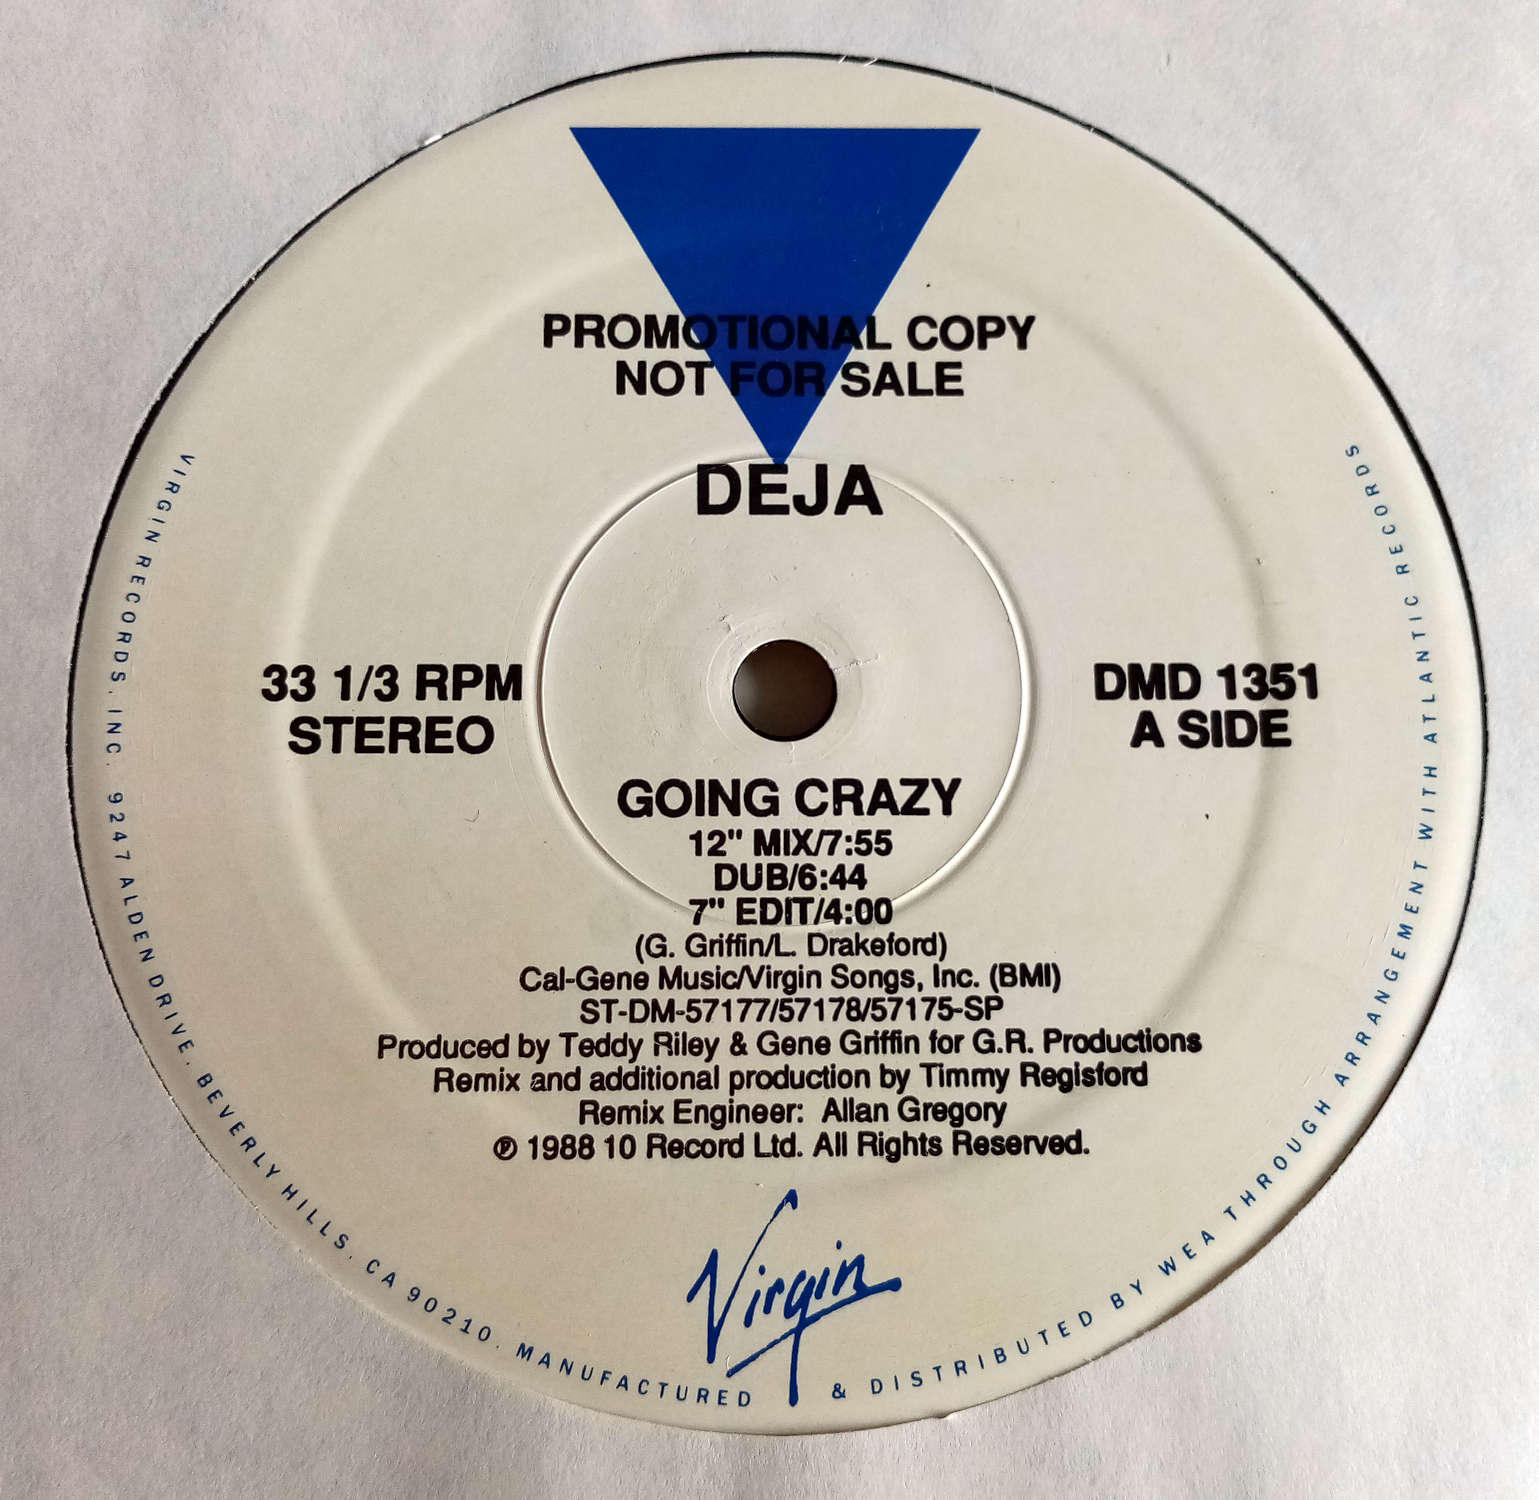 PROMOTIONAL COPY
NOT FOR SALE
DEJA
33 1/3 RPM
STEREO
DMD 1351
A SIDE
GOING CRAZY
12" MIX/7:55
DUB/6:44
7" EDIT/4:00
(G. Griffin/L. Drakeford)
Cal-Gene Music/Virgin Songs, Inc. (BMI)
ST-DM-57177/57178/57175-SP
Produced by Teddy Riley & Gene Griffin for G.R. Productions
Remix and additional production by Timmy Regisford
Remix Engineer: Allan Gregory
℗ 1988 10 Record Ltd. All Rights Reserved.
Virgin
VIRGIN RECORDS, INC. 9247 ALDEN DRIVE, BEVERLY HILLS, CA 90210. MANUFACTURED & DISTRIBUTED BY WEA THROUGH ARRANGEMENT WITH ATLANTIC RECORDS